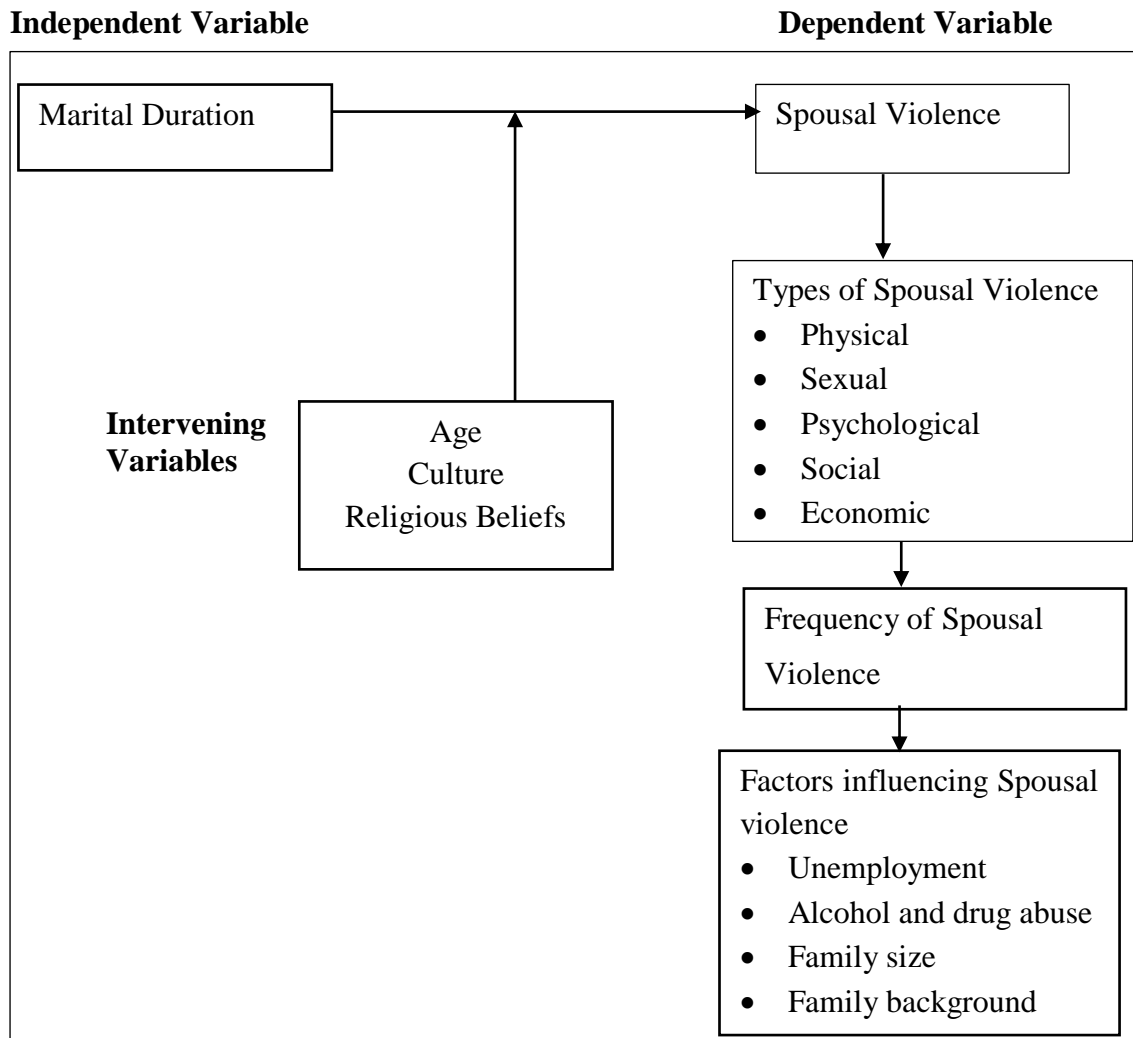 Independent Variable
Dependent Variable
Marital Duration
Spousal Violence
Types of Spousal Violence
• Physical
• Sexual
• Psychological
• Social
• Economic
Intervening
Variables
Age
Culture
Religious Beliefs
Frequency of Spousal
Violence
Factors influencing Spousal
violence
• Unemployment
• Alcohol and drug abuse
• Family size
• Family background